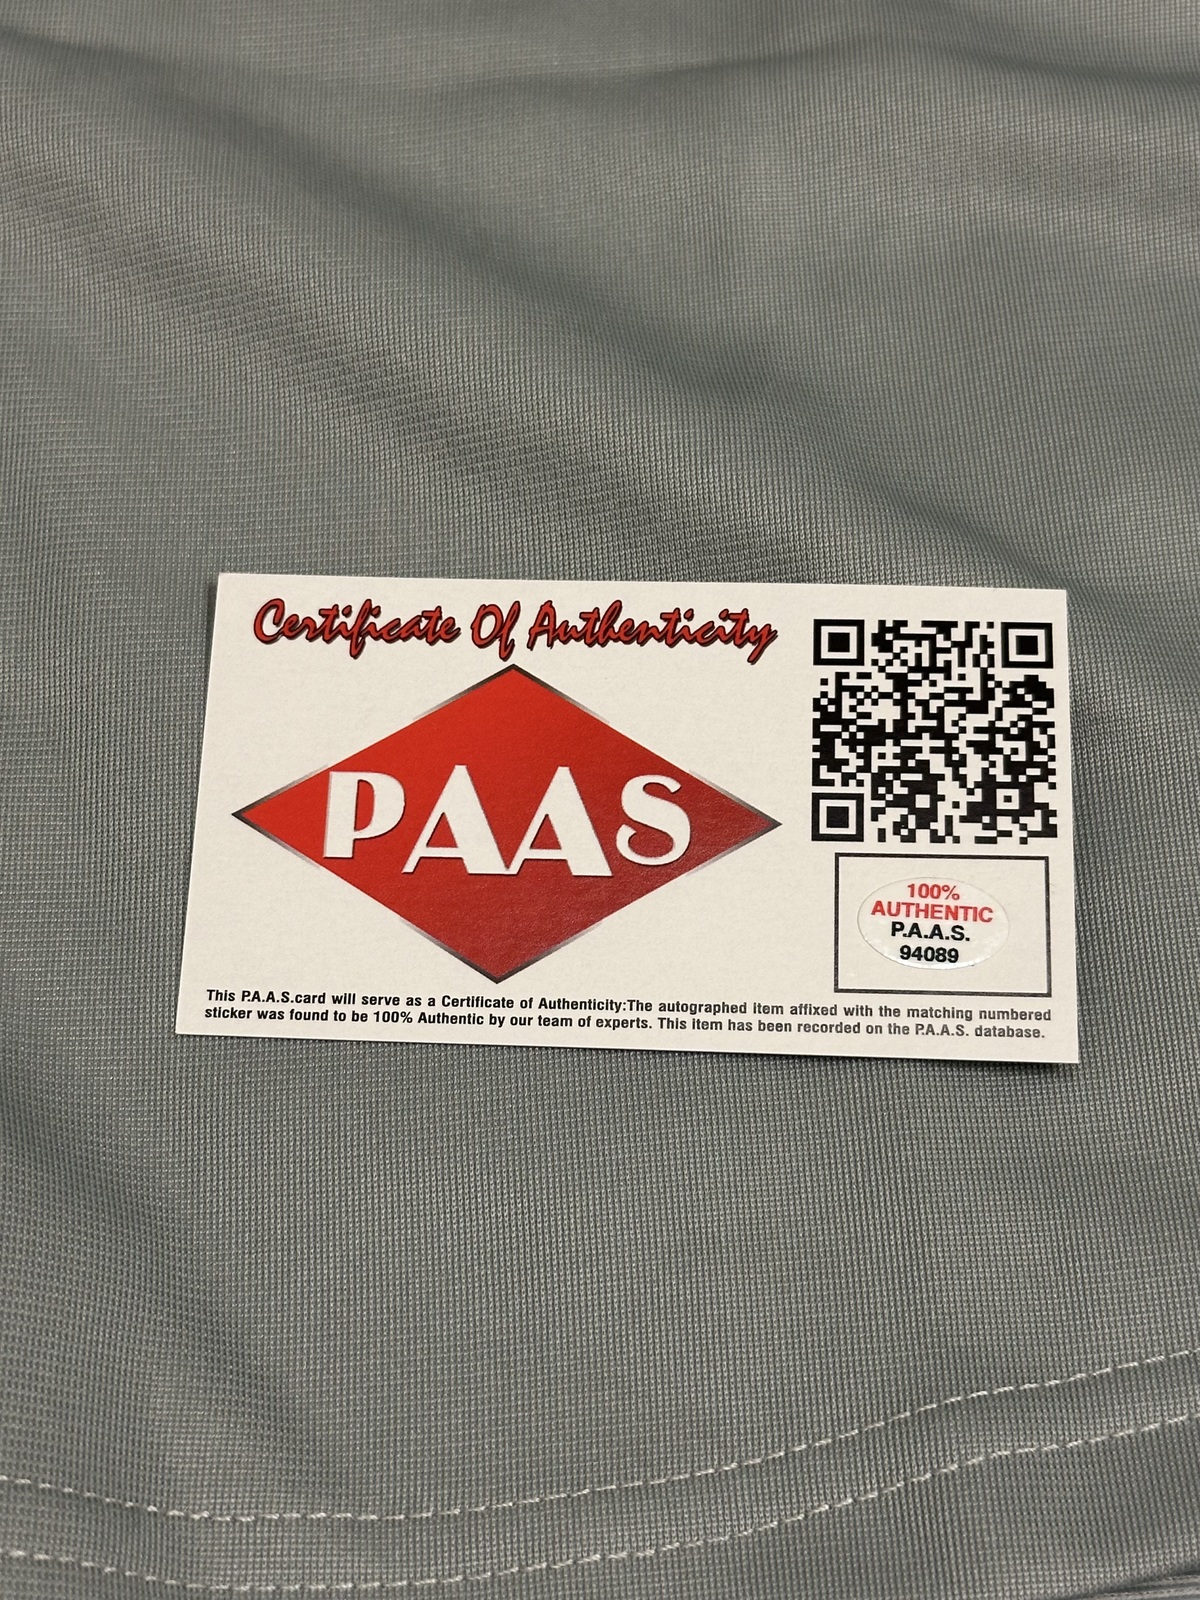 Certificate Of Authenticity
PAAS
100%
AUTHENTIC
P.A.A.S.
94089
This P.A.A.S.card will serve as a Certificate of Authenticity:The autographed item affixed with the matching numbered
sticker was found to be 100% Authentic by our team of experts. This item has been recorded on the P.A.A.S. database.